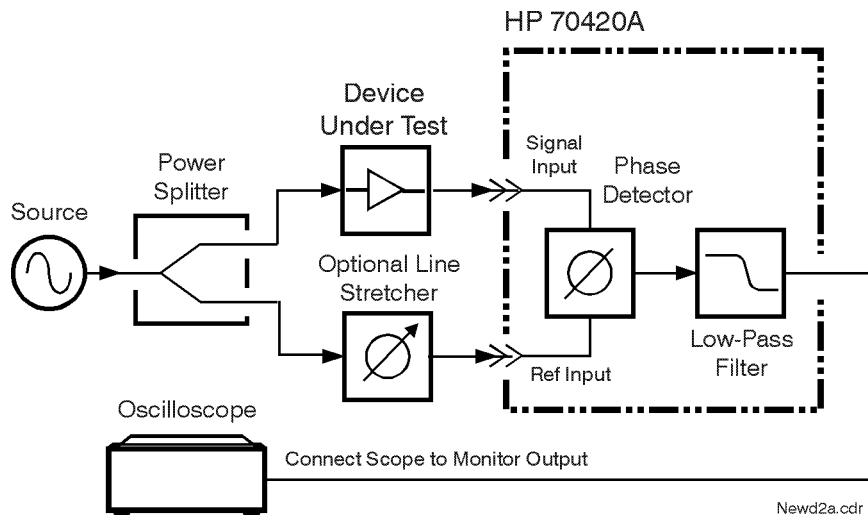 HP 70420A
Device
Under Test
Signal
Input
Phase
Detector
Power
Splitter
Source
Optional Line
Stretcher
Low-Pass
Filter
Ref Input
Oscilloscope
Connect Scope to Monitor Output
Newd2a.cdr